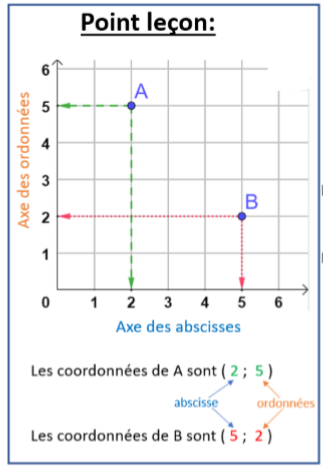 Point leçon:
6
A
5
4
3
B
2
1
Axe des ordonnées
0 1 2 3 4 5 6
Axe des abscisses
Les coordonnées de A sont ( 2 ; 5 )
abscisse ordonnées
Les coordonnées de B sont ( 5 ; 2 )